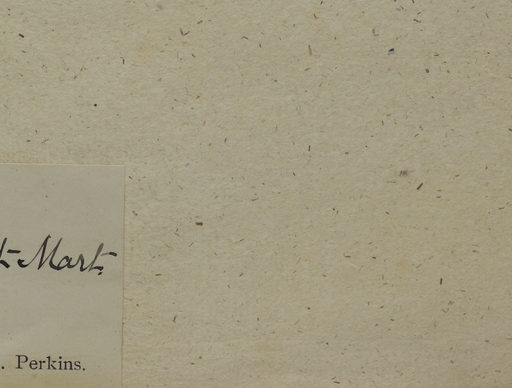 t Mart.
. Perkins.